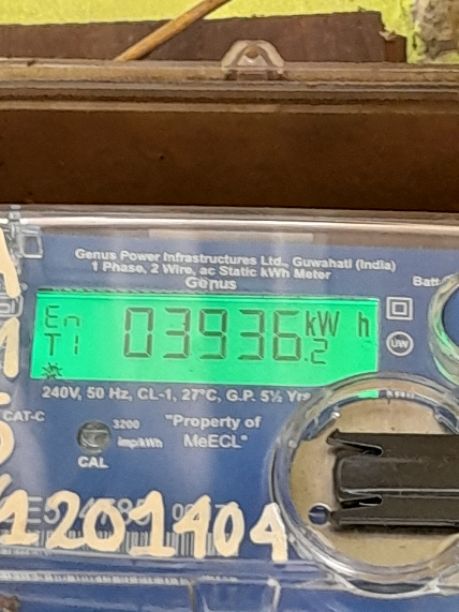 Genus Power Infrastructures Ltd., Guwahati (India)
1 Phase, 2 Wire, ac Static kWh Meter
Genus
Batt
En
T1
03936.2 kW h
UW
240V, 50 Hz, CL-1, 27°C, G.P. 5½ Yrs
CAT-C
3200
imp/kWh
"Property of
MeECL"
CAL
1201404